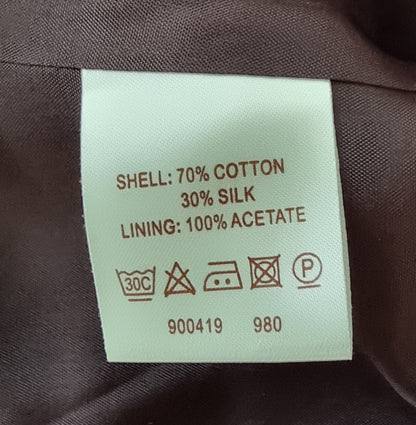 SHELL: 70% COTTON
30% SILK
LINING: 100% ACETATE
30C P
900419 980